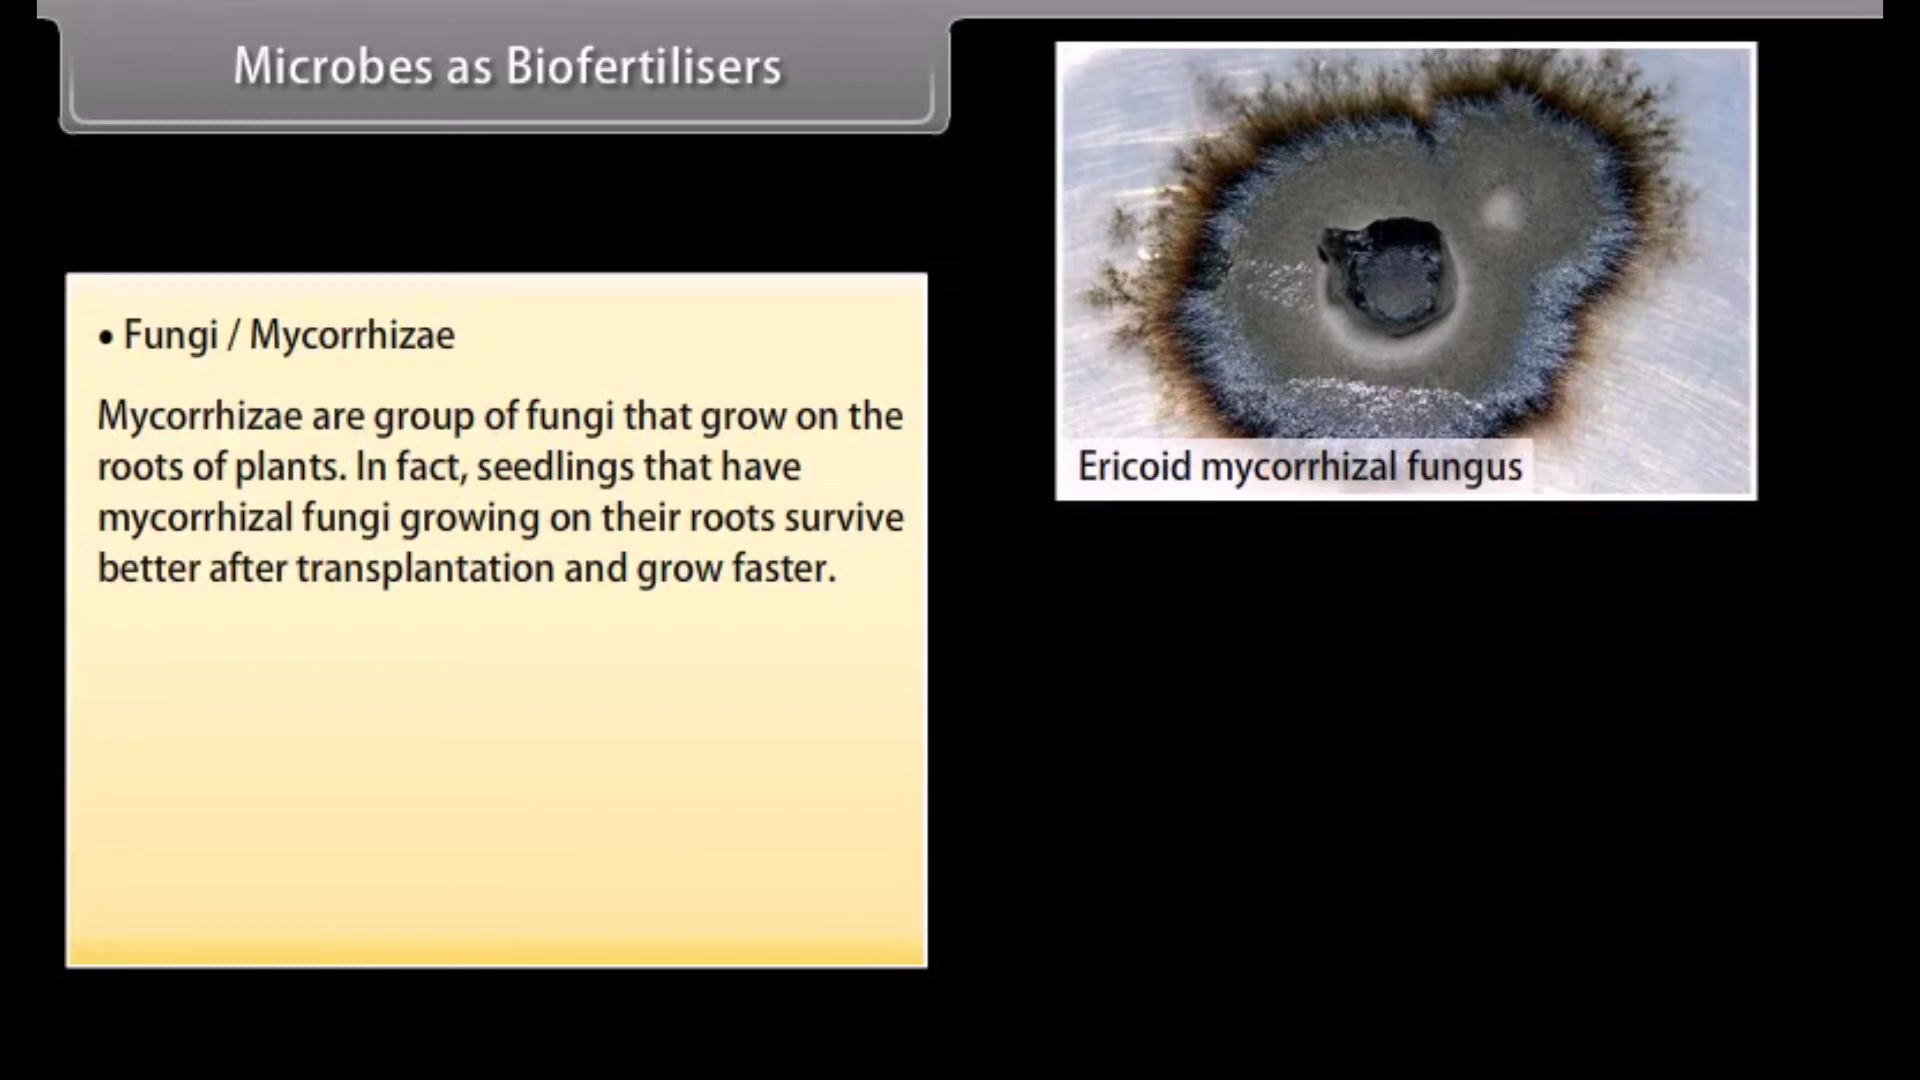 Microbes as Biofertilisers
• Fungi / Mycorrhizae
Mycorrhizae are group of fungi that grow on the
roots of plants. In fact, seedlings that have
mycorrhizal fungi growing on their roots survive
better after transplantation and grow faster.
Ericoid mycorrhizal fungus